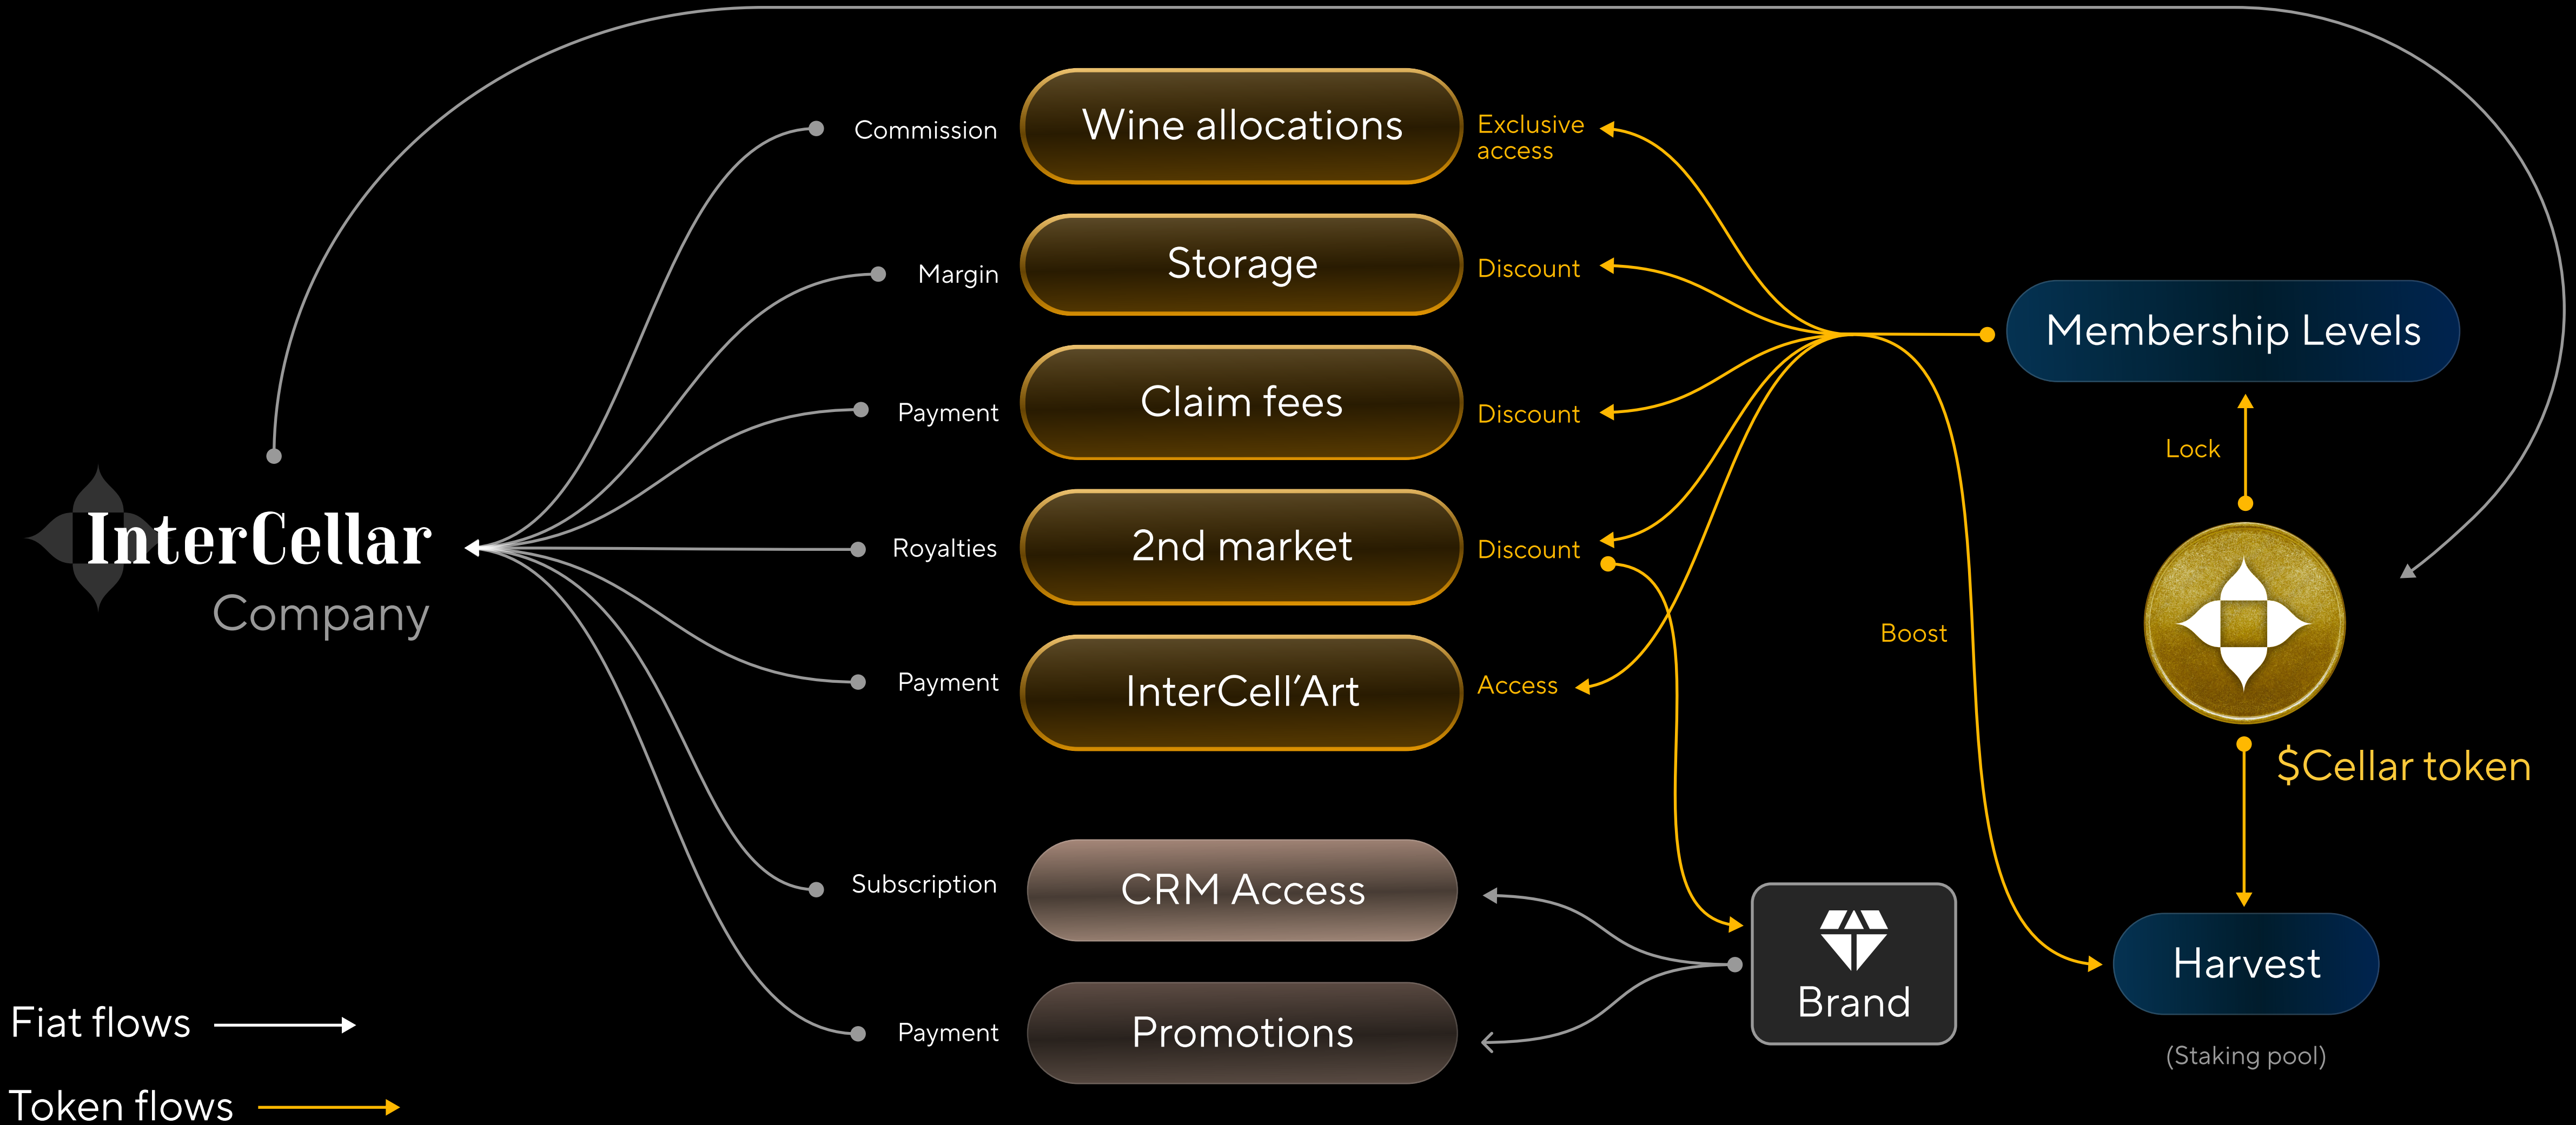 Commission
Wine allocations
Exclusive
access
Margin
Storage
Discount
Membership Levels
Payment
Claim fees
Discount
Lock
InterCellar
Company
Royalties
2nd market
Discount
Boost
Payment
InterCell’Art
Access
$Cellar token
Subscription
CRM Access
Brand
Harvest
(Staking pool)
Payment
Promotions
Fiat flows
Token flows